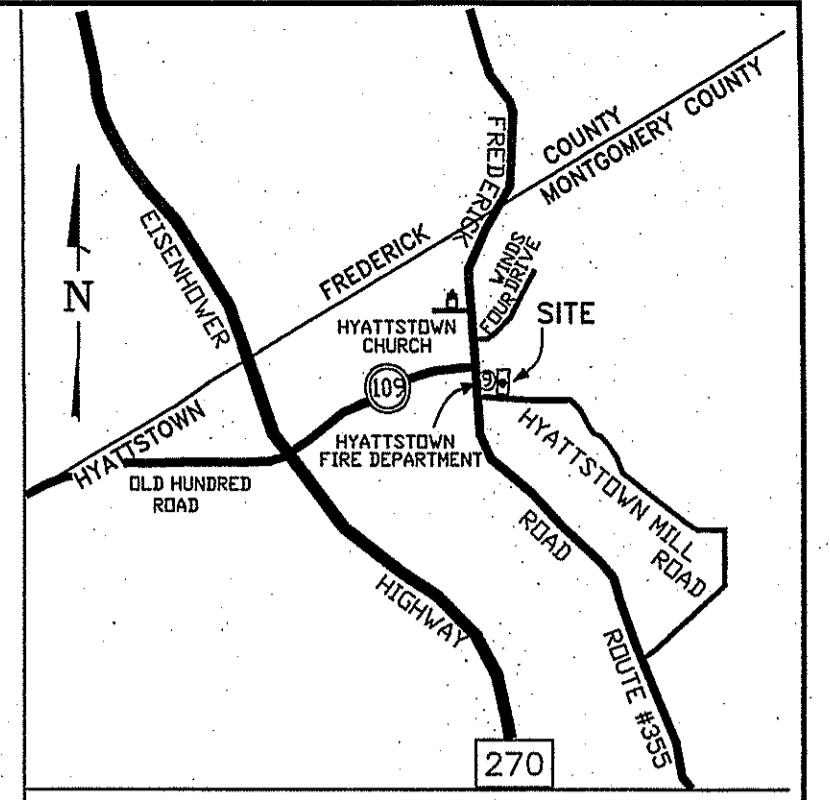 FREDERICK
COUNTY
MONTGOMERY COUNTY
EISENHOWER
FREDERICK
WINDS
FOUR DRIVE
N
SITE
HYATTSTOWN
CHURCH
109
9
HYATTSTOWN
HYATTSTOWN
FIRE DEPARTMENT
HYATTSTOWN MILL
ROAD
OLD HUNDRED
ROAD
ROAD
HIGHWAY
ROUTE #355
270